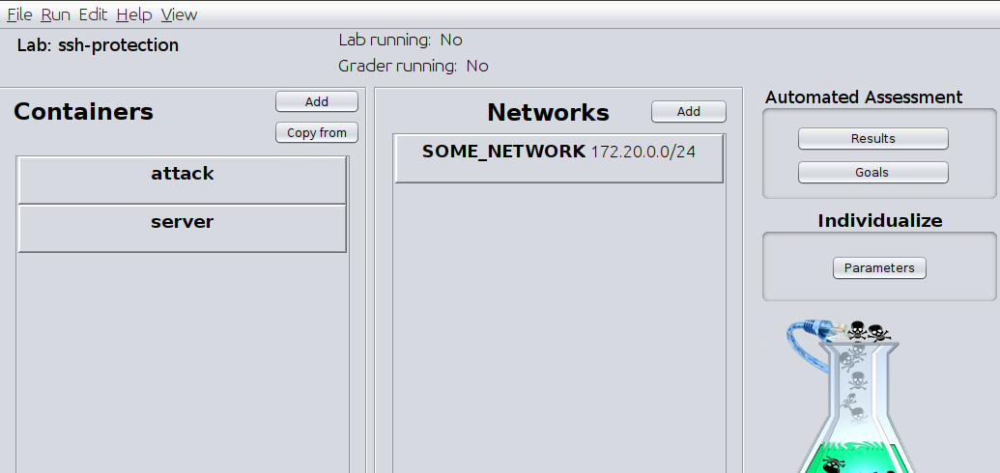 File Run Edit Help View
Lab: ssh-protection
Lab running: No
Grader running: No
Containers
Add
Copy from
attack
server
Networks
Add
SOME_NETWORK 172.20.0.0/24
Automated Assessment
Results
Goals
Individualize
Parameters